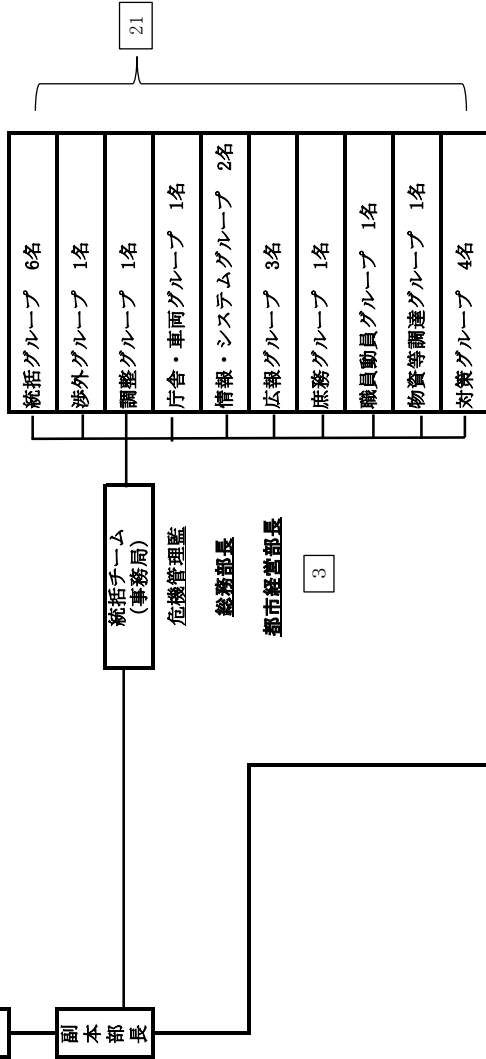 副本部長
統括チーム
(事務局)
危機管理監
総務部長
都市経営部長
3
統括グループ 6名
渉外グループ 1名
調整グループ 1名
庁舎・車両グループ 1名
情報・システムグループ 2名
広報グループ 3名
庶務グループ 1名
職員動員グループ 1名
物資等調達グループ 1名
対策グループ 4名
21